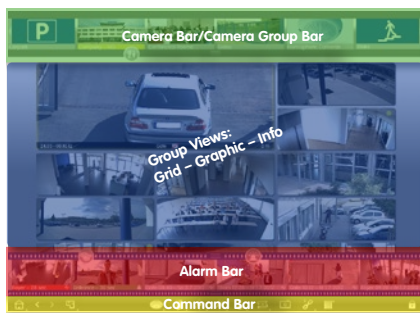 P
Camera Bar/Camera Group Bar
Group Views:
Grid – Graphic – Info
Alarm Bar
Command Bar